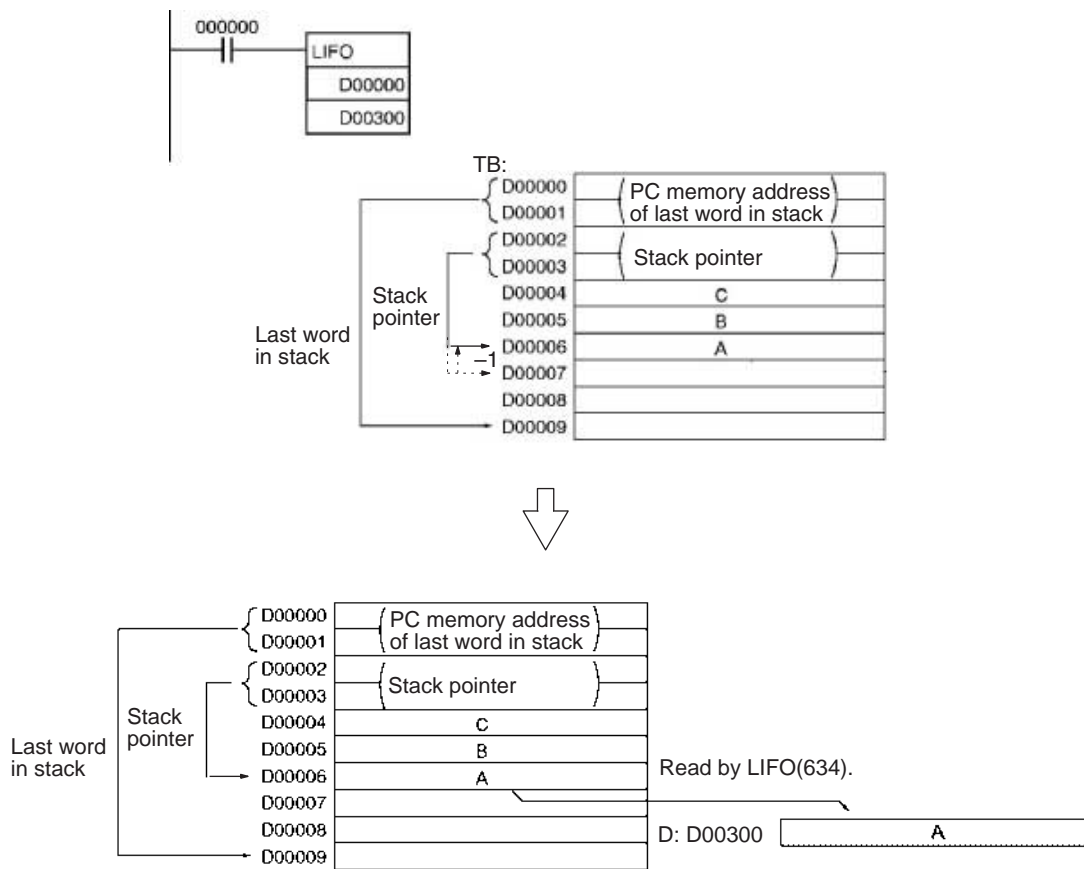 000000
LIFO
D00000
D00300
TB:
D00000
PC memory address
D00001
of last word in stack
D00002
Stack pointer
D00003
D00004 C
D00005 B
D00006 A
D00007
D00008
D00009
Stack
pointer
Last word
in stack
–1
D00000
PC memory address
D00001
of last word in stack
D00002
Stack pointer
D00003
D00004 C
D00005 B
D00006 A
D00007
D00008
D00009
Stack
pointer
Last word
in stack
Read by LIFO(634).
D: D00300 A